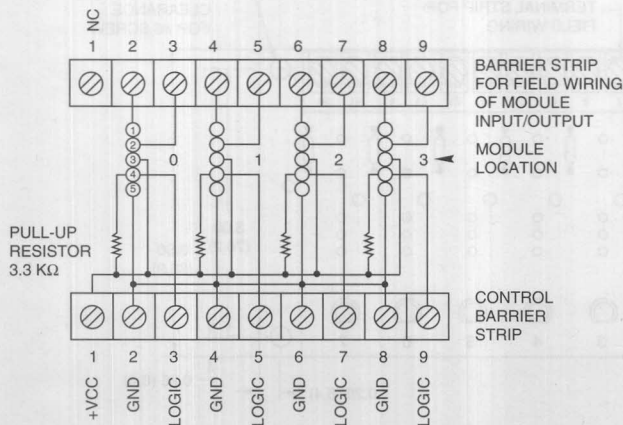 NC
1 2 3 4 5 6 7 8 9
BARRIER STRIP
FOR FIELD WIRING
OF MODULE
INPUT/OUTPUT
1
2
3
4
5
0 1 2 3
MODULE
LOCATION
PULL-UP
RESISTOR
3.3 KΩ
CONTROL
BARRIER
STRIP
1 2 3 4 5 6 7 8 9
+VCC
GND
LOGIC
GND
LOGIC
GND
LOGIC
GND
LOGIC